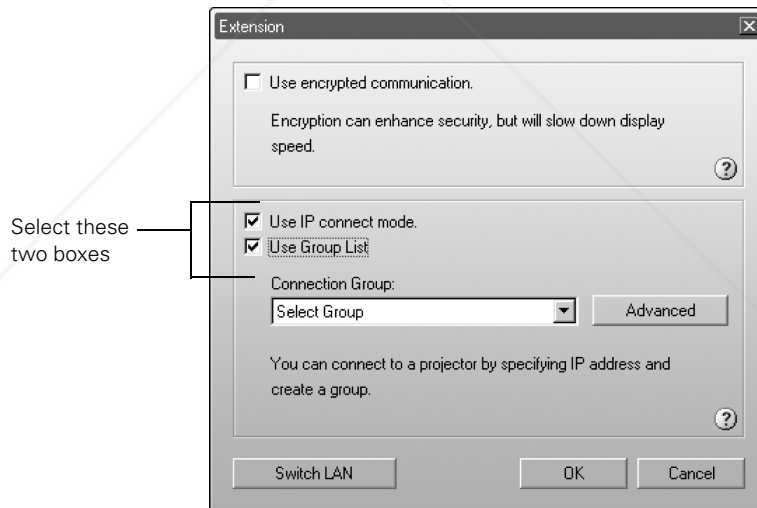 Extension
Use encrypted communication.
Encryption can enhance security, but will slow down display
speed.
?
Select these
two boxes
Use IP connect mode.
Use Group List
Connection Group:
Select Group
Advanced
You can connect to a projector by specifying IP address and
create a group.
?
Switch LAN
OK
Cancel